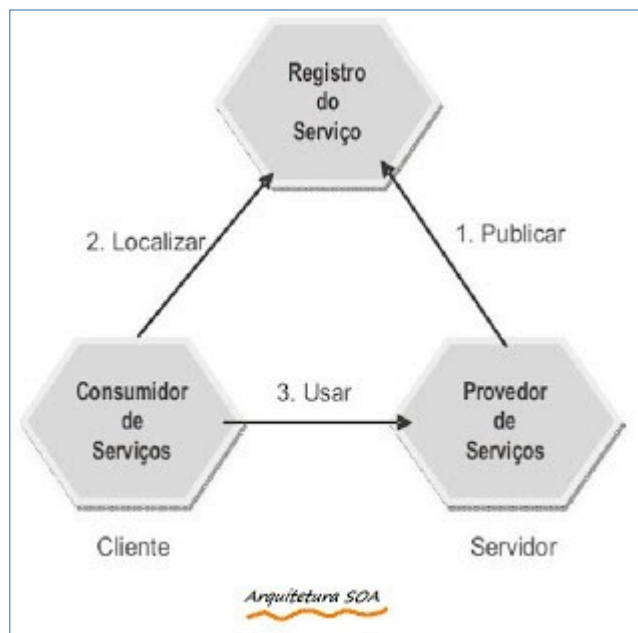 Registro
do
Serviço
2. Localizar
1. Publicar
Consumidor
de
Serviços
3. Usar
Provedor
de
Serviços
Cliente
Servidor
Arquitetura SOA